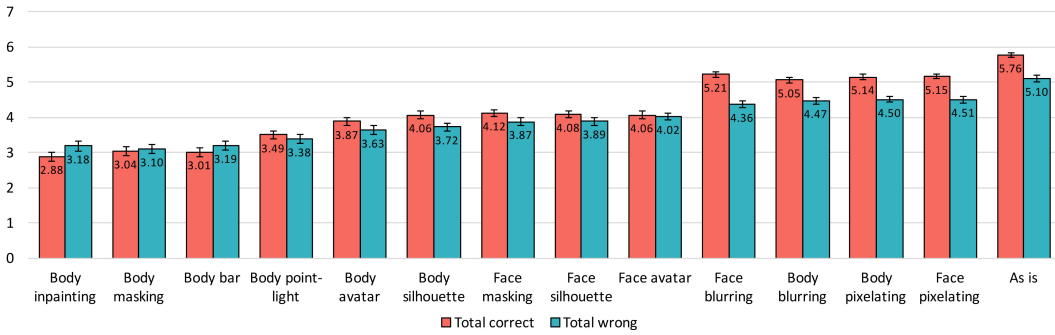 7
6
5
4
3
2
1
0
2.88 3.18 3.04 3.10 3.01 3.19 3.49 3.38 3.87 3.63 4.06 3.72 4.12 3.87 4.08 3.89 4.06 4.02 5.21 4.36 5.05 4.47 5.14 4.50 5.15 4.51 5.76 5.10
Body inpainting
Body masking
Body bar
Body point-light
Body avatar
Body silhouette
Face masking
Face silhouette
Face avatar
Face blurring
Body blurring
Body pixelating
Face pixelating
As is
Total correct Total wrong